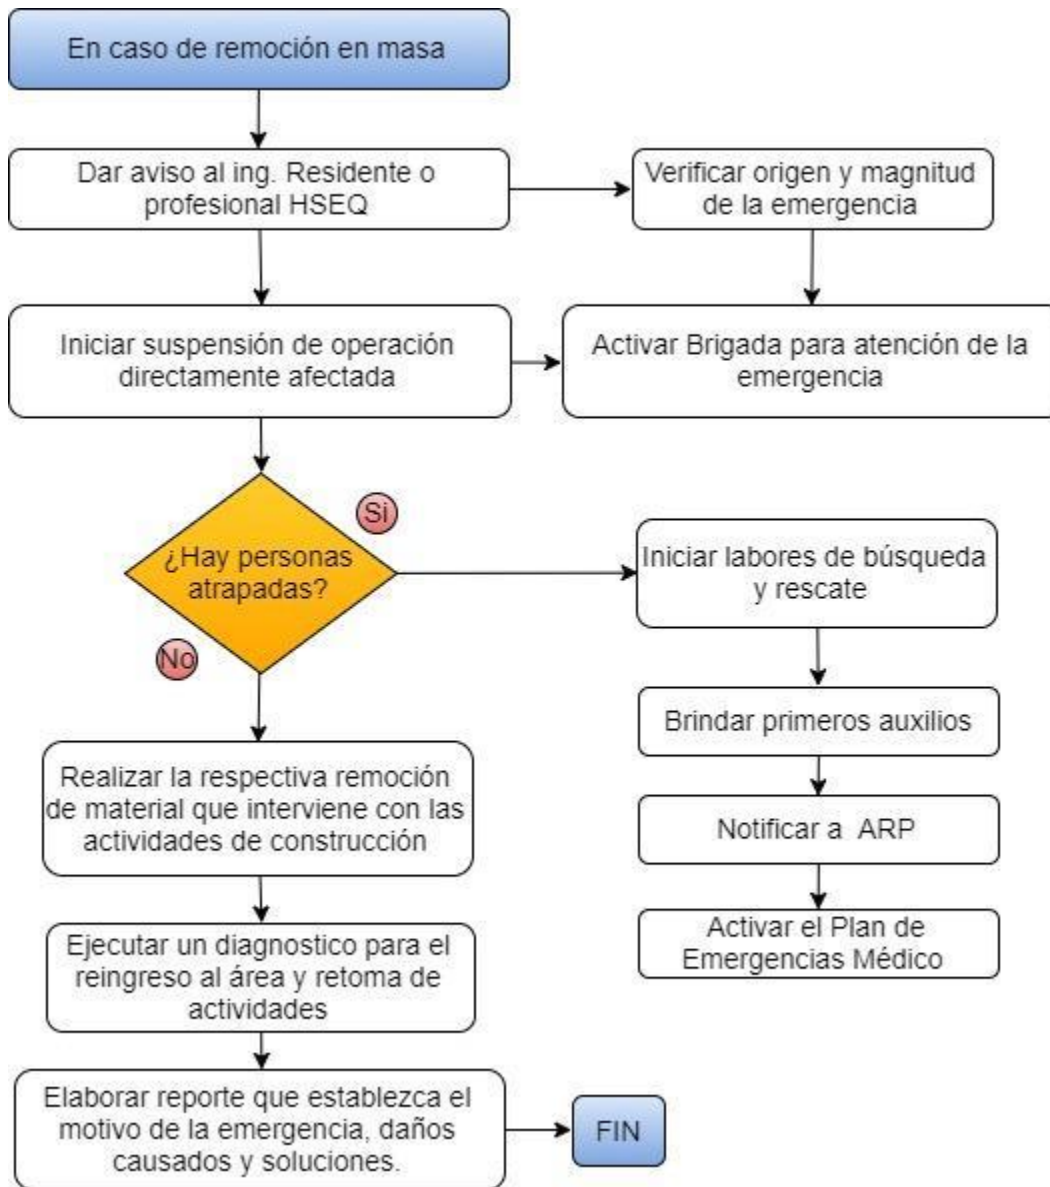 En caso de remoción en masa
Dar aviso al ing. Residente o
profesional HSEQ
Verificar origen y magnitud
de la emergencia
Iniciar suspensión de operación
directamente afectada
Activar Brigada para atención de la
emergencia
¿Hay personas
atrapadas?
Si
No
Iniciar labores de búsqueda
y rescate
Brindar primeros auxilios
Notificar a ARP
Activar el Plan de
Emergencias Médico
Realizar la respectiva remoción
de material que interviene con las
actividades de construcción
Ejecutar un diagnostico para el
reingreso al área y retoma de
actividades
Elaborar reporte que establezca el
motivo de la emergencia, daños
causados y soluciones.
FIN